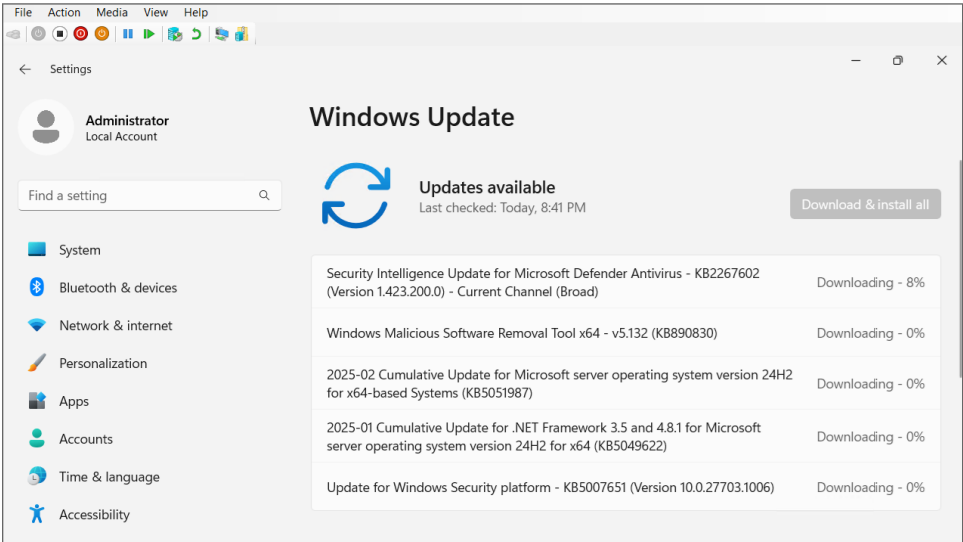 File Action Media View Help
Settings
Administrator
Local Account
Find a setting
System
Bluetooth & devices
Network & internet
Personalization
Apps
Accounts
Time & language
Accessibility
Windows Update
Updates available
Last checked: Today, 8:41 PM
Download & install all
Security Intelligence Update for Microsoft Defender Antivirus - KB2267602
(Version 1.423.200.0) - Current Channel (Broad)
Downloading - 8%
Windows Malicious Software Removal Tool x64 - v5.132 (KB890830)
Downloading - 0%
2025-02 Cumulative Update for Microsoft server operating system version 24H2
for x64-based Systems (KB5051987)
Downloading - 0%
2025-01 Cumulative Update for .NET Framework 3.5 and 4.8.1 for Microsoft
server operating system version 24H2 for x64 (KB5049622)
Downloading - 0%
Update for Windows Security platform - KB5007651 (Version 10.0.27703.1006)
Downloading - 0%